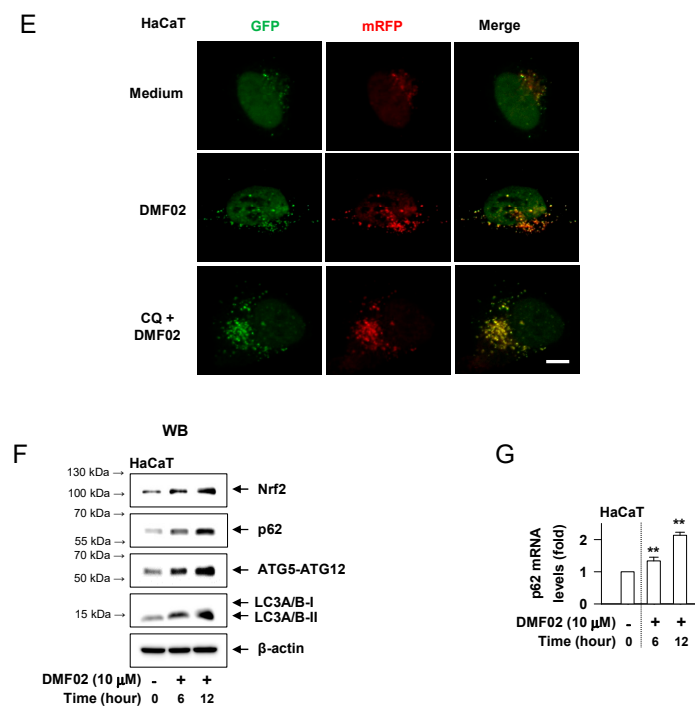 E
HaCaT GFP mRFP Merge
Medium
DMF02
CQ +
DMF02
WB
F
HaCaT
130 kDa →
100 kDa →
← Nrf2
70 kDa →
55 kDa →
← p62
70 kDa →
50 kDa →
← ATG5-ATG12
15 kDa →
← LC3A/B-I
← LC3A/B-II
← β-actin
DMF02 (10 μM) - + +
Time (hour) 0 6 12
G
HaCaT
p62 mRNA
levels (fold)
2
1
0
**
**
DMF02 (10 μM) - + +
Time (hour) 0 6 12